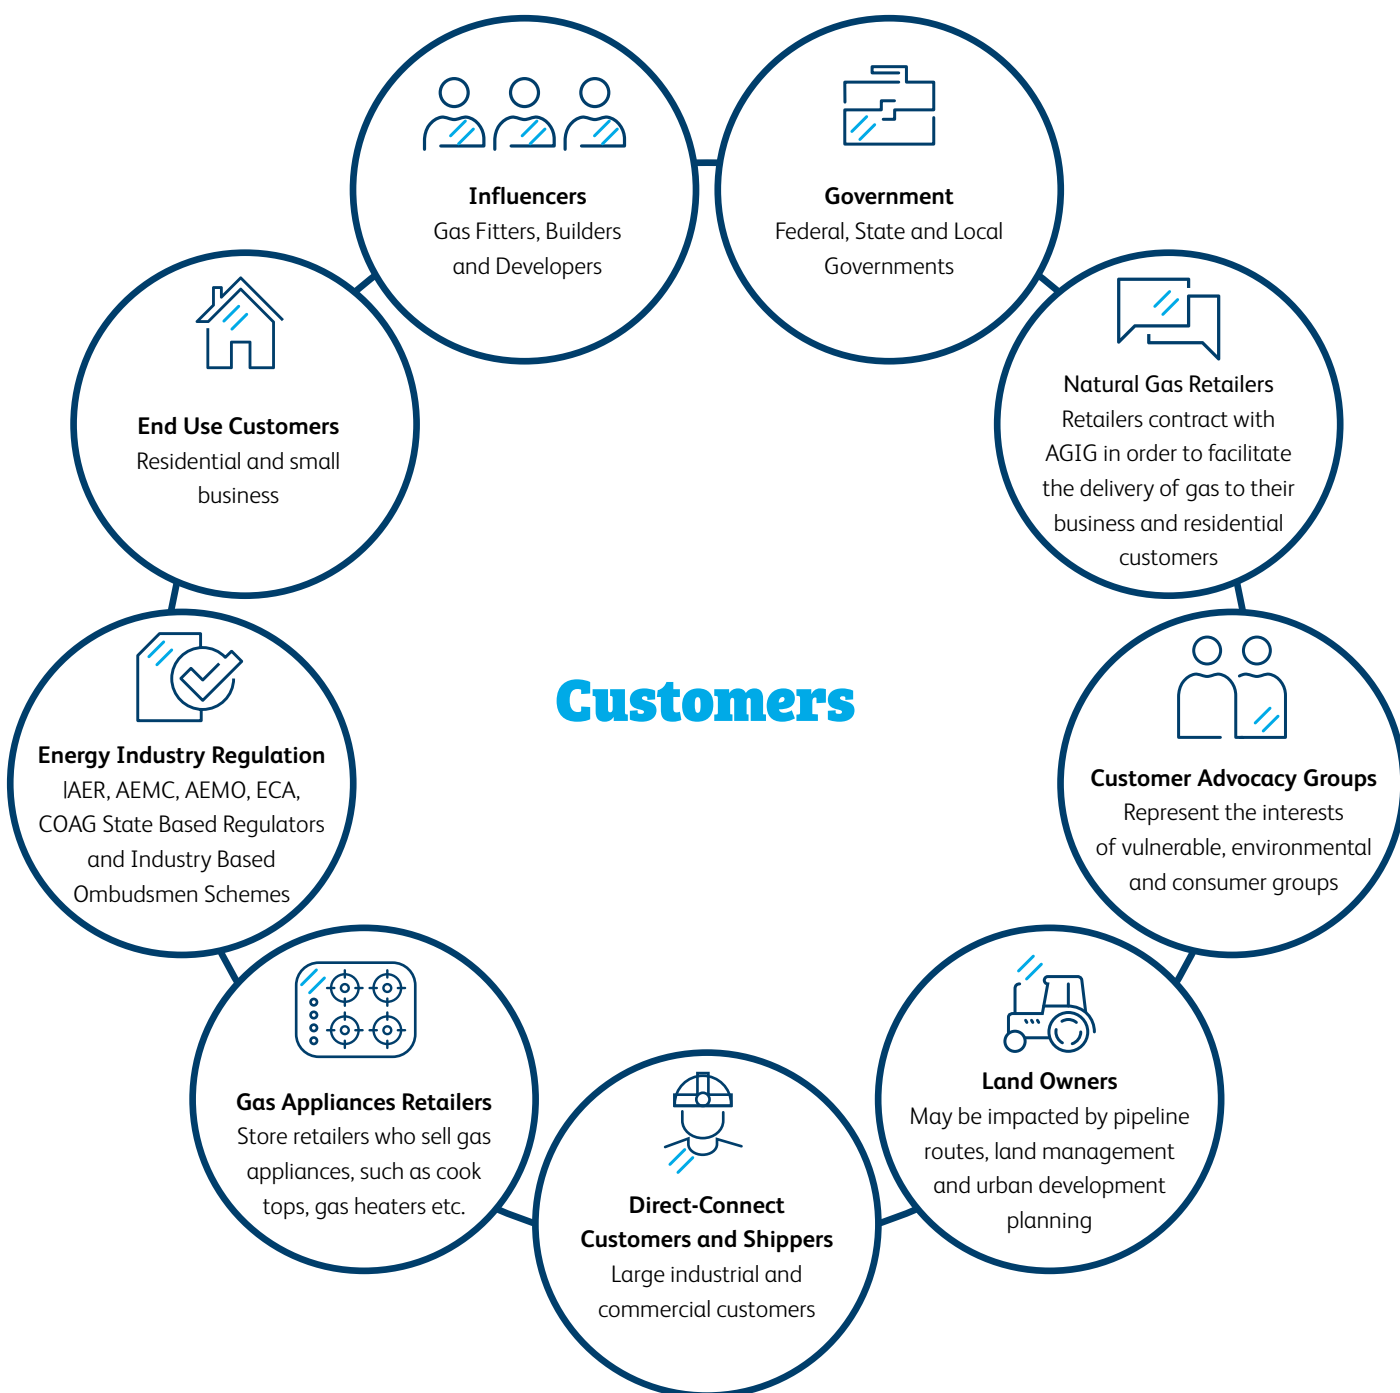 Influencers
Gas Fitters, Builders
and Developers
Government
Federal, State and Local
Governments
Natural Gas Retailers
Retailers contract with
AGIG in order to facilitate
the delivery of gas to their
business and residential
customers
End Use Customers
Residential and small
business
Customers
Customer Advocacy Groups
Represent the interests
of vulnerable, environmental
and consumer groups
Energy Industry Regulation
lAER, AEMC, AEMO, ECA,
COAG State Based Regulators
and Industry Based
Ombudsmen Schemes
Land Owners
May be impacted by pipeline
routes, land management
and urban development
planning
Gas Appliances Retailers
Store retailers who sell gas
appliances, such as cook
tops, gas heaters etc.
Direct-Connect
Customers and Shippers
Large industrial and
commercial customers